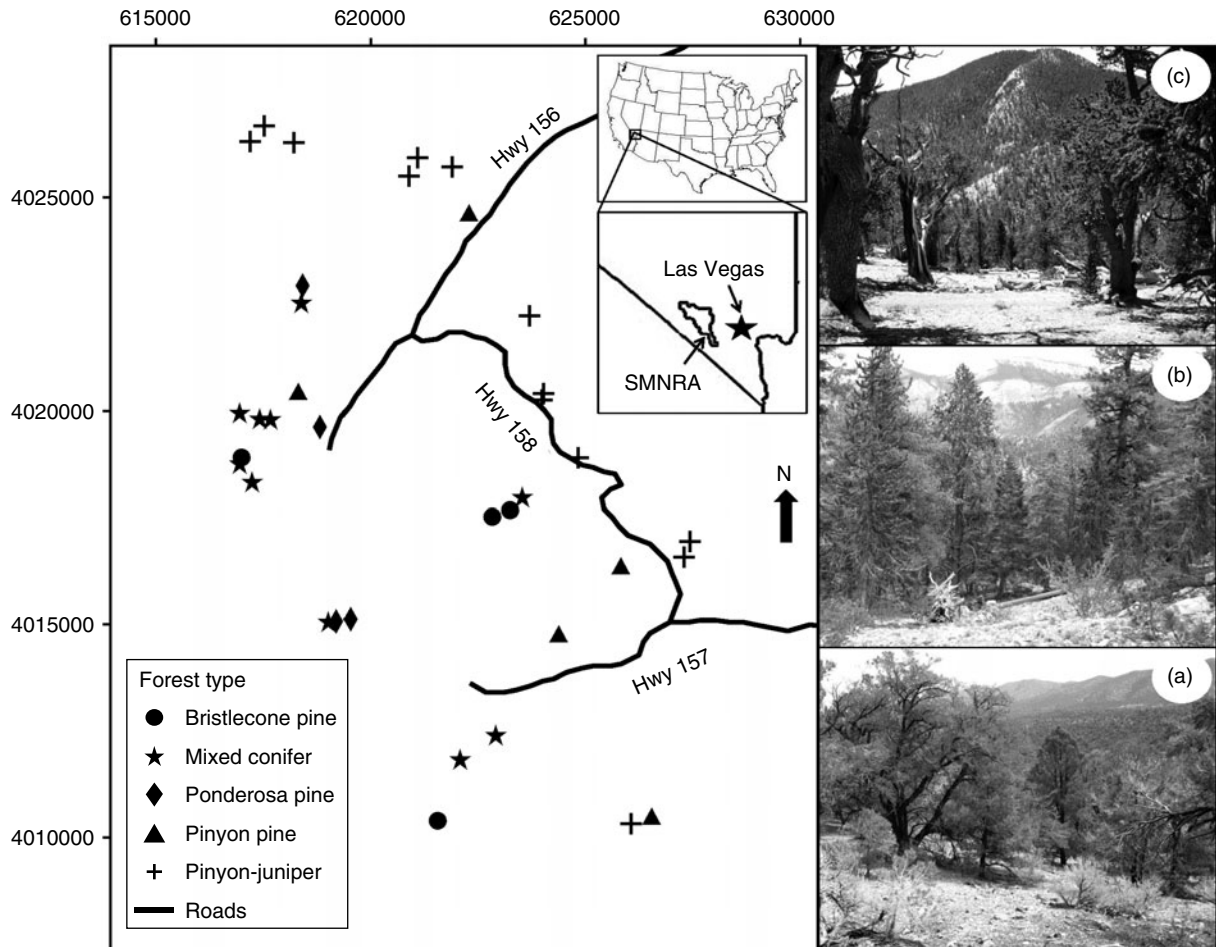 615000 620000 625000 630000
4025000
4020000
4015000
4010000
Hwy 156
Hwy 158
Hwy 157
Las Vegas
SMNRA
N
Forest type
Bristlecone pine
Mixed conifer
Ponderosa pine
Pinyon pine
Pinyon-juniper
Roads
(c)
(b)
(a)